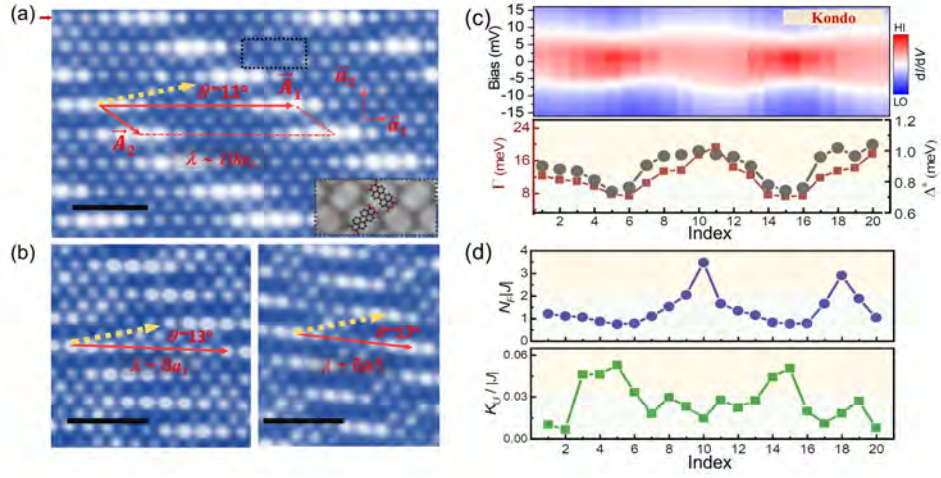 (a)
θ~11°
A₁
a₂
a₁
A₂
λ ~ 10a₁
(b)
θ~13°
λ ~ 8a₁
θ~17°
λ ~ 6a1
(c)
15
10
5
0
-5
-10
-15
Bias (mV)
Kondo
HI
LO
dI/dV
24
16
8
Γ (meV)
1.2
1.0
0.8
0.6
2 4 6 8 10 12 14 16 18 20
Index
(d)
4
3
2
1
0
N_F|J|
0.06
0.03
0.00
2 4 6 8 10 12 14 16 18 20
Index